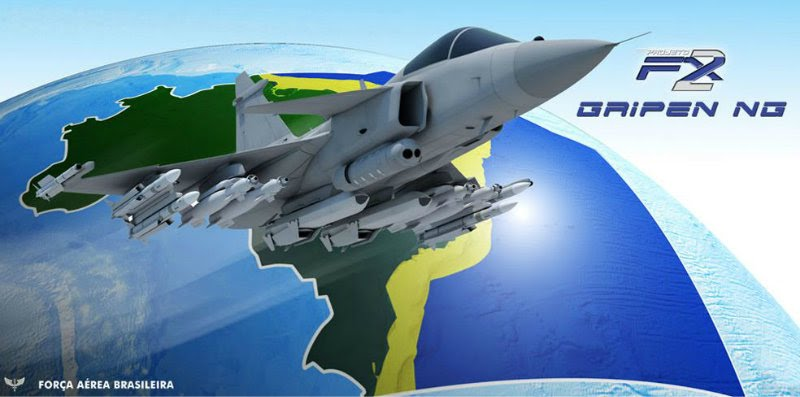 PROJETO
FX2
GRIPEN NG
FORÇA AÉREA BRASILEIRA